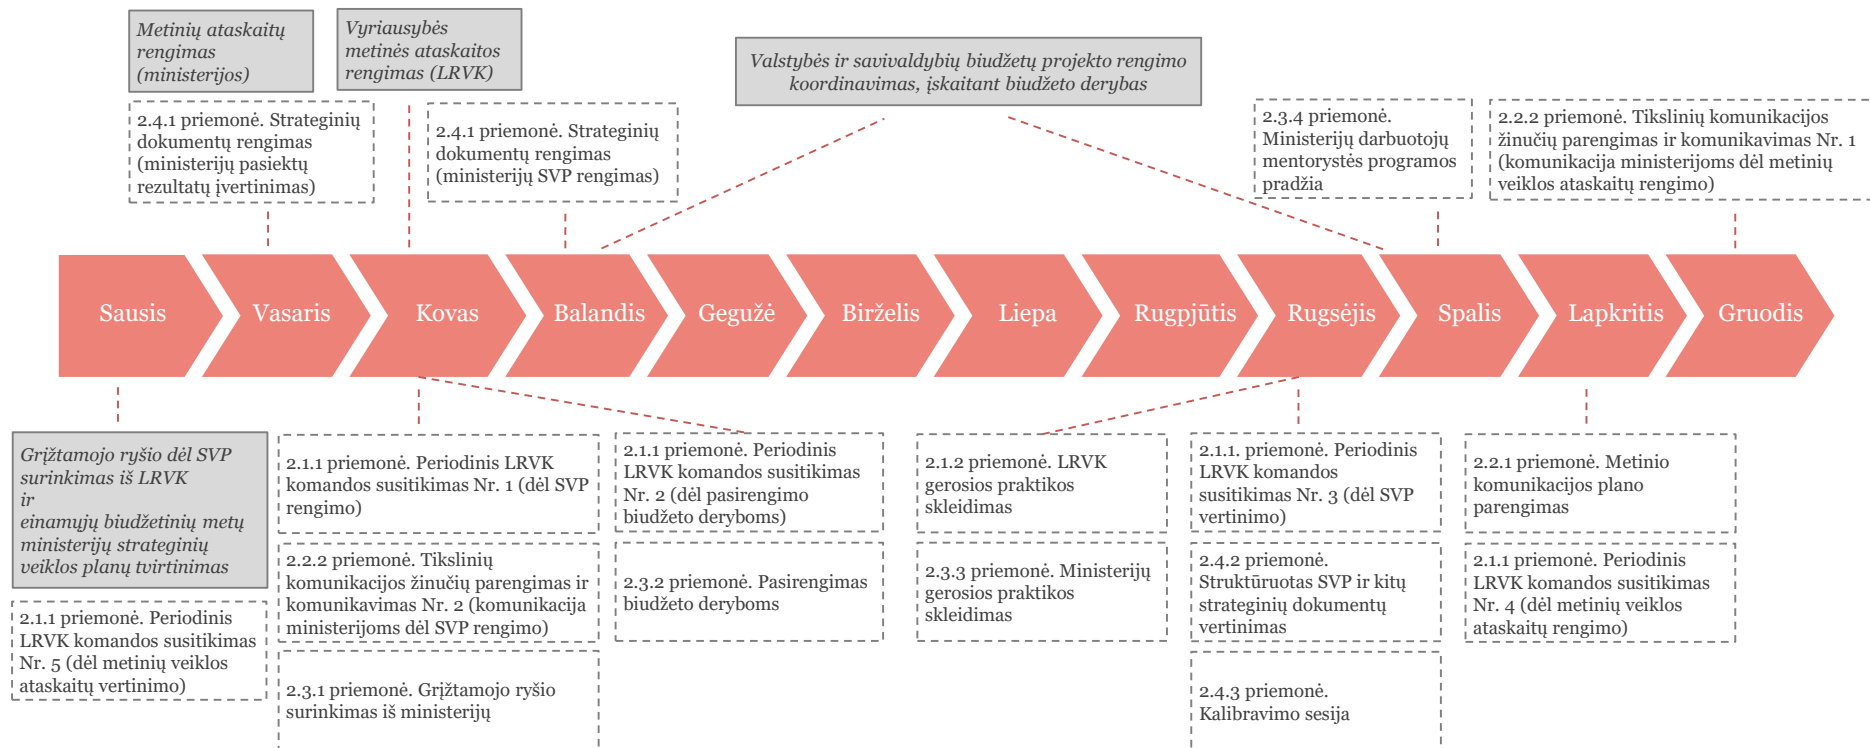 Metinių ataskaitų
rengimas
(ministerijos)
Vyriausybės
metinės ataskaitos
rengimas (LRVK)
Valstybės ir savivaldybių biudžetų projekto rengimo
koordinavimas, įskaitant biudžeto derybas
2.4.1 priemonė. Strateginių
dokumentų rengimas
(ministerijų pasiektų
rezultatų įvertinimas)
2.4.1 priemonė. Strateginių
dokumentų rengimas
(ministerijų SVP rengimas)
2.3.4 priemonė.
Ministerijų darbuotojų
mentorystės programos
pradžia
2.2.2 priemonė. Tikslinių komunikacijos
žinučių parengimas ir komunikavimas Nr. 1
(komunikacija ministerijoms dėl metinių
veiklos ataskaitų rengimo)
Sausis
Vasaris
Kovas
Balandis
Gegužė
Birželis
Liepa
Rugpjūtis
Rugsėjis
Spalis
Lapkritis
Gruodis
Grįžtamojo ryšio dėl SVP
surinkimas iš LRVK
ir
einamųjų biudžetinių metų
ministerijų strateginių
veiklos planų tvirtinimas
2.1.1 priemonė. Periodinis
LRVK komandos susitikimas
Nr. 5 (dėl metinių veiklos
ataskaitų vertinimo)
2.1.1 priemonė. Periodinis LRVK
komandos susitikimas Nr. 1 (dėl SVP
rengimo)
2.2.2 priemonė. Tikslinių
komunikacijos žinučių parengimas ir
komunikavimas Nr. 2 (komunikacija
ministerijoms dėl SVP rengimo)
2.3.1 priemonė. Grįžtamojo ryšio
surinkimas iš ministerijų
2.1.1 priemonė. Periodinis
LRVK komandos susitikimas
Nr. 2 (dėl pasirengimo
biudžeto deryboms)
2.3.2 priemonė. Pasirengimas
biudžeto deryboms
2.1.2 priemonė. LRVK
gerosios praktikos
skleidimas
2.3.3 priemonė. Ministerijų
gerosios praktikos
skleidimas
2.1.1. priemonė. Periodinis
LRVK komandos
susitikimas Nr. 3 (dėl SVP
vertinimo)
2.4.2 priemonė.
Struktūruotas SVP ir kitų
strateginių dokumentų
vertinimas
2.4.3 priemonė.
Kalibravimo sesija
2.2.1 priemonė. Metinio
komunikacijos plano
parengimas
2.1.1 priemonė. Periodinis
LRVK komandos susitikimas
Nr. 4 (dėl metinių veiklos
ataskaitų rengimo)